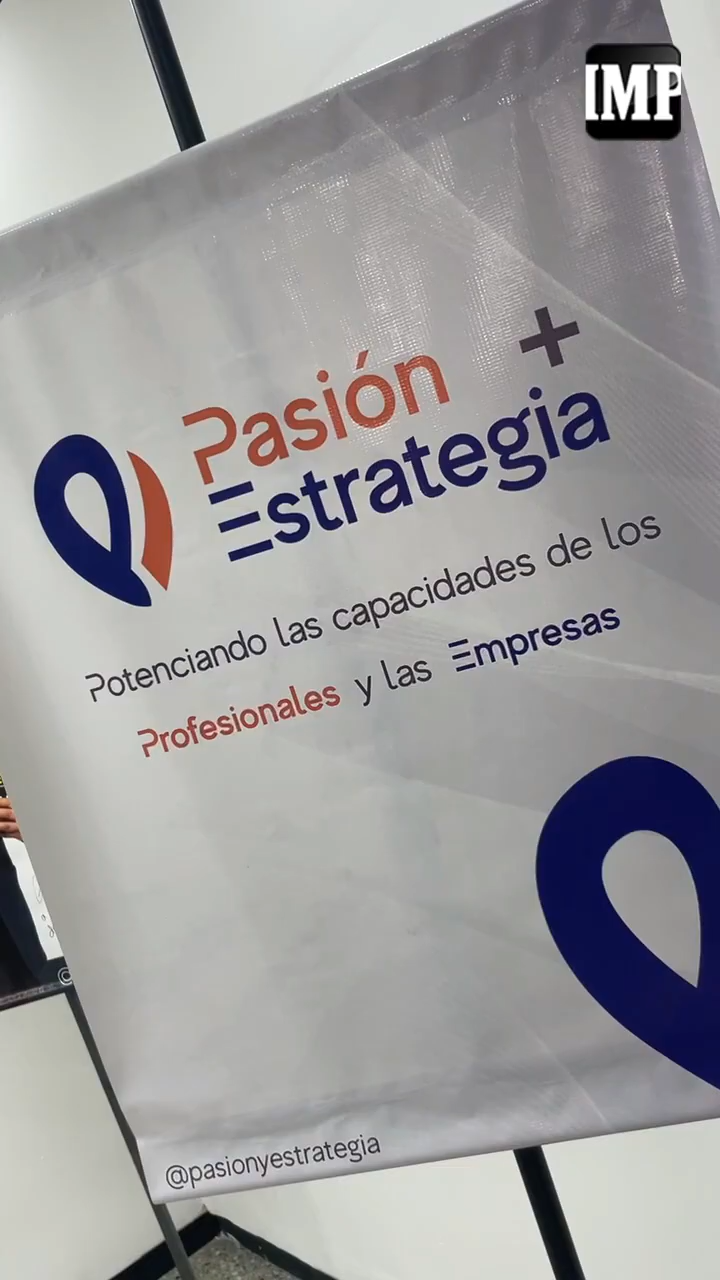 IMP
Pasión +
Estrategia
Potenciando las capacidades de los
Profesionales y las Empresas
@pasionyestrategia